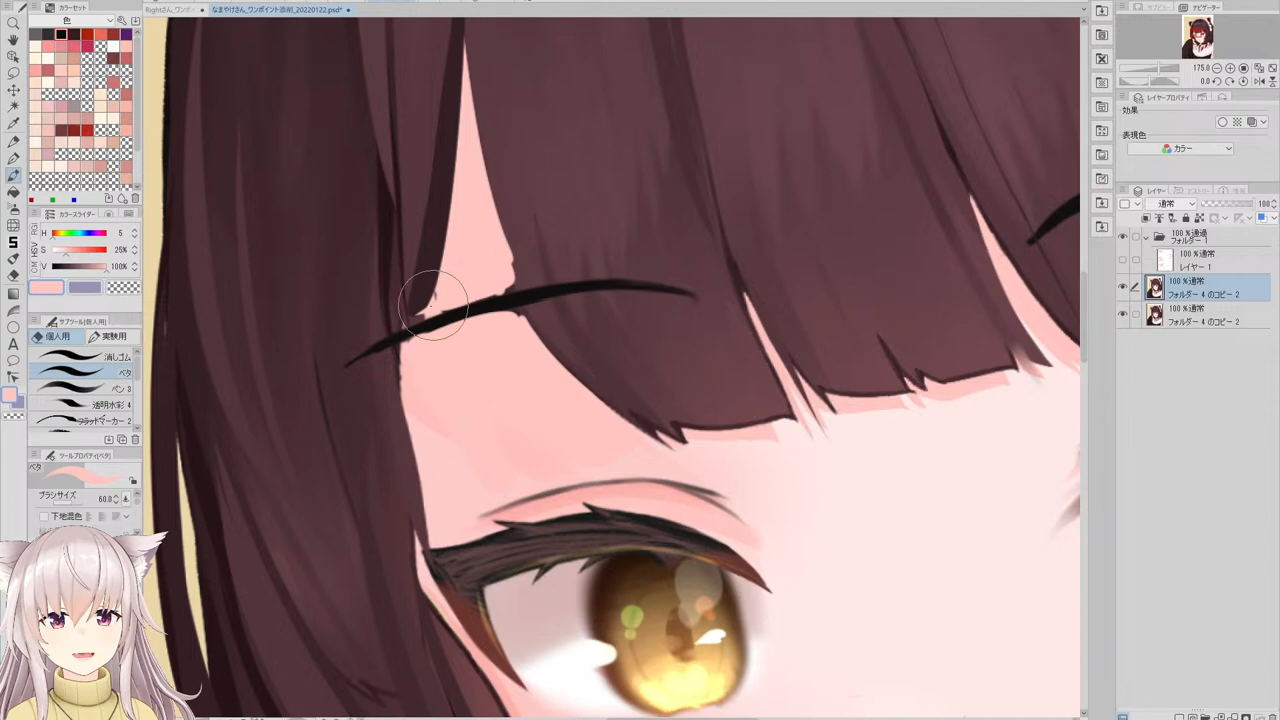 Rightさん_ワンポ
なまやけさん_ワンポイント添削_20220122.psd*
カラーセット
色
カラースライダー
H 5
S 25%
V 100%
RGB
HSV
サブツール[個人用]
個人用
実験用
消しゴム
ベタ
ペン 3
透明水彩 4
フラットマーカー 2
ツールプロパティ[ベタ]
ベタ
ブラシサイズ 60.0
下地混色
ナビゲーター
175.0
0.0
レイヤープロパティ
効果
表現色
カラー
レイヤー
通常 100
100 %通過
フォルダー 1
100 %通常
レイヤー 1
100 %通常
フォルダー 4 のコピー 2
100 %通常
フォルダー 4 のコピー 2